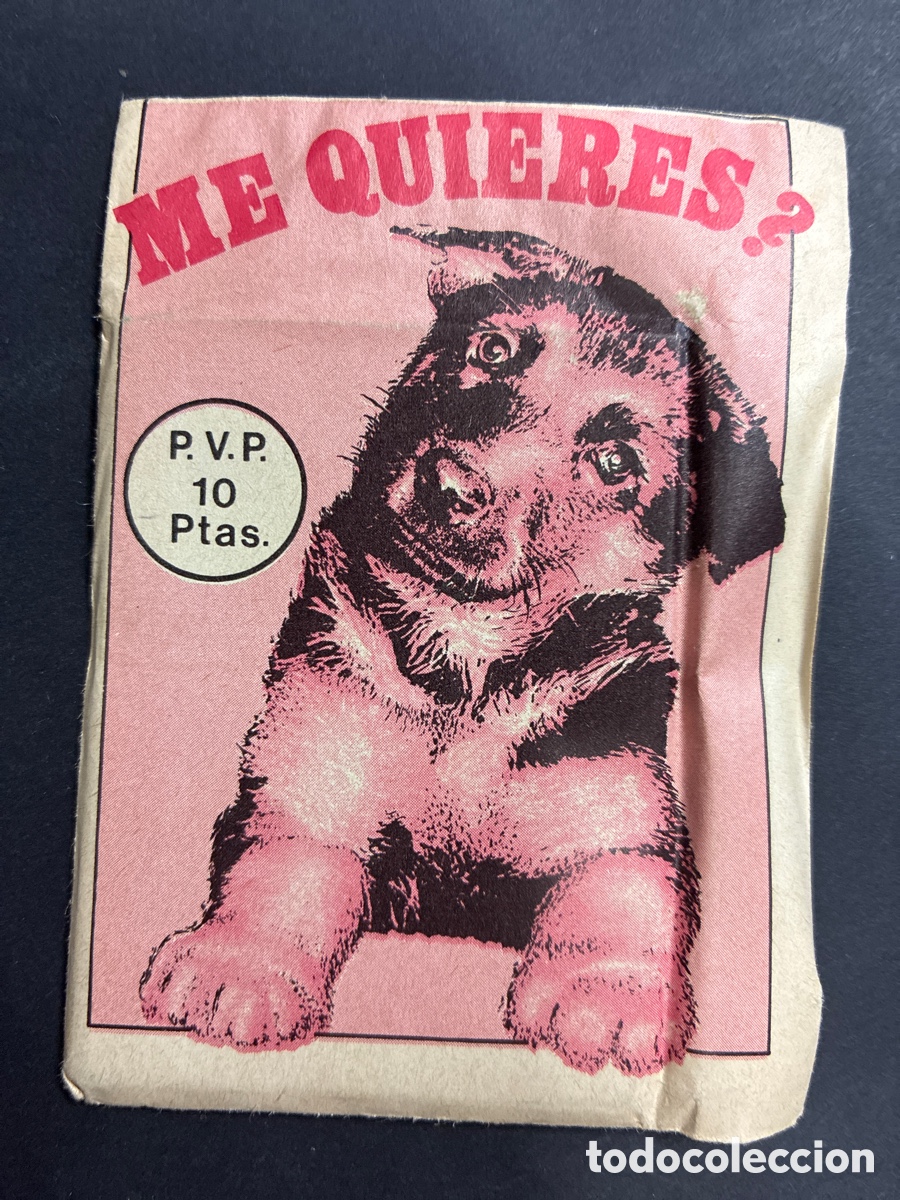 ME QUIERES?
P.V.P.
10
Ptas.
todocoleccion